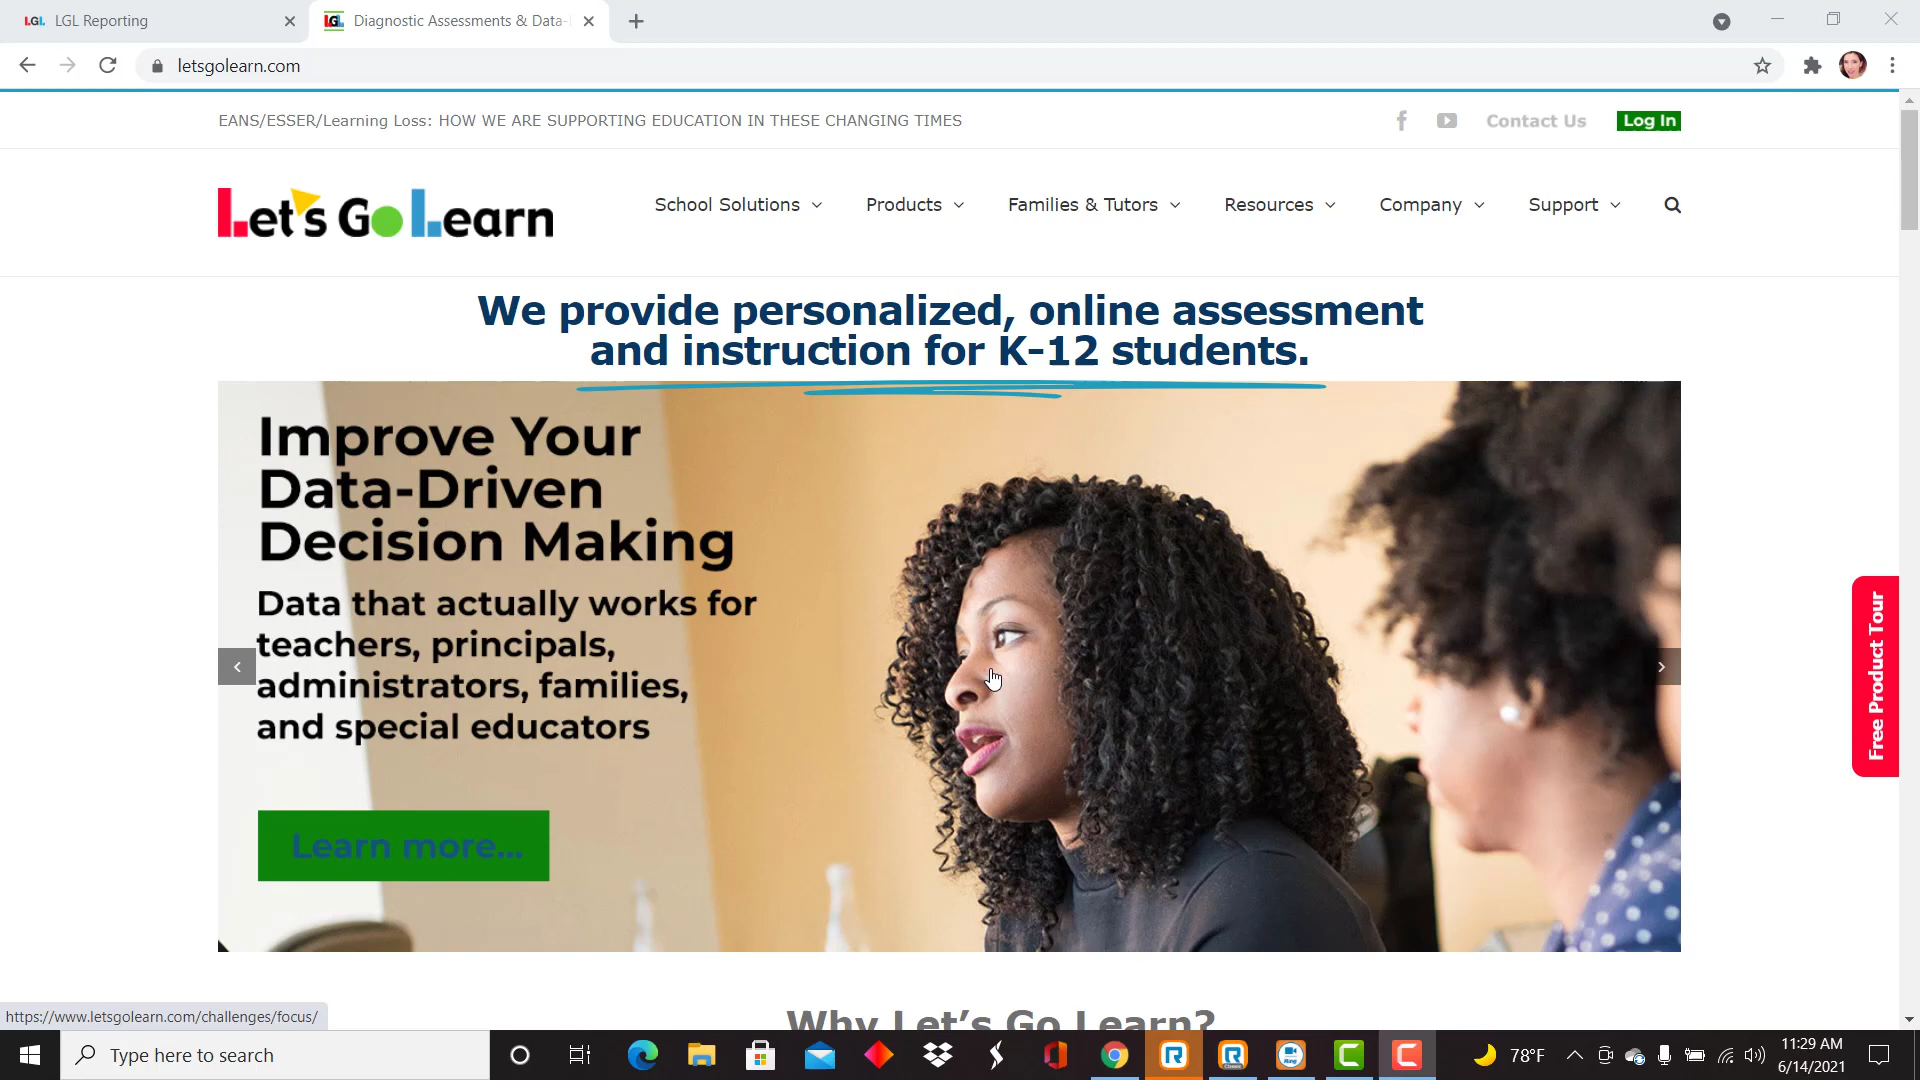 LGL Reporting
Diagnostic Assessments & Data-
letsgolearn.com
EANS/ESSER/Learning Loss: HOW WE ARE SUPPORTING EDUCATION IN THESE CHANGING TIMES
Contact Us
Log In
Let's Go Learn
School Solutions
Products
Families & Tutors
Resources
Company
Support
We provide personalized, online assessment
and instruction for K-12 students.
Improve Your
Data-Driven
Decision Making
Data that actually works for
teachers, principals,
administrators, families,
and special educators
Learn more...
Free Product Tour
Why Let's Go Learn?
https://www.letsgolearn.com/challenges/focus/
Type here to search
78°F
11:29 AM
6/14/2021